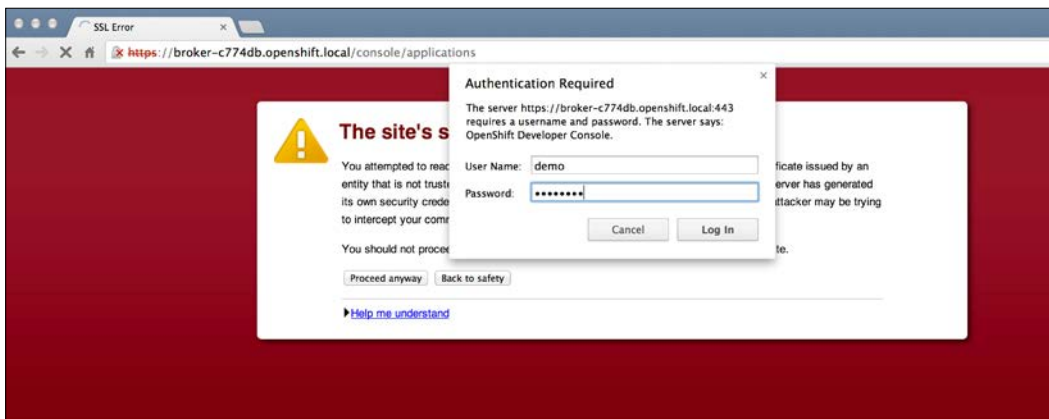 SSL Error
https://broker-c774db.openshift.local/console/applications
Authentication Required
The server https://broker-c774db.openshift.local:443
requires a username and password. The server says:
OpenShift Developer Console.
User Name: demo
Password: ••••••••
Cancel Log In
The site's s
You attempted to reac ficate issued by an
entity that is not truste erver has generated
its own security crede ttacker may be trying
to intercept your comr
You should not procee te.
Proceed anyway Back to safety
Help me understand